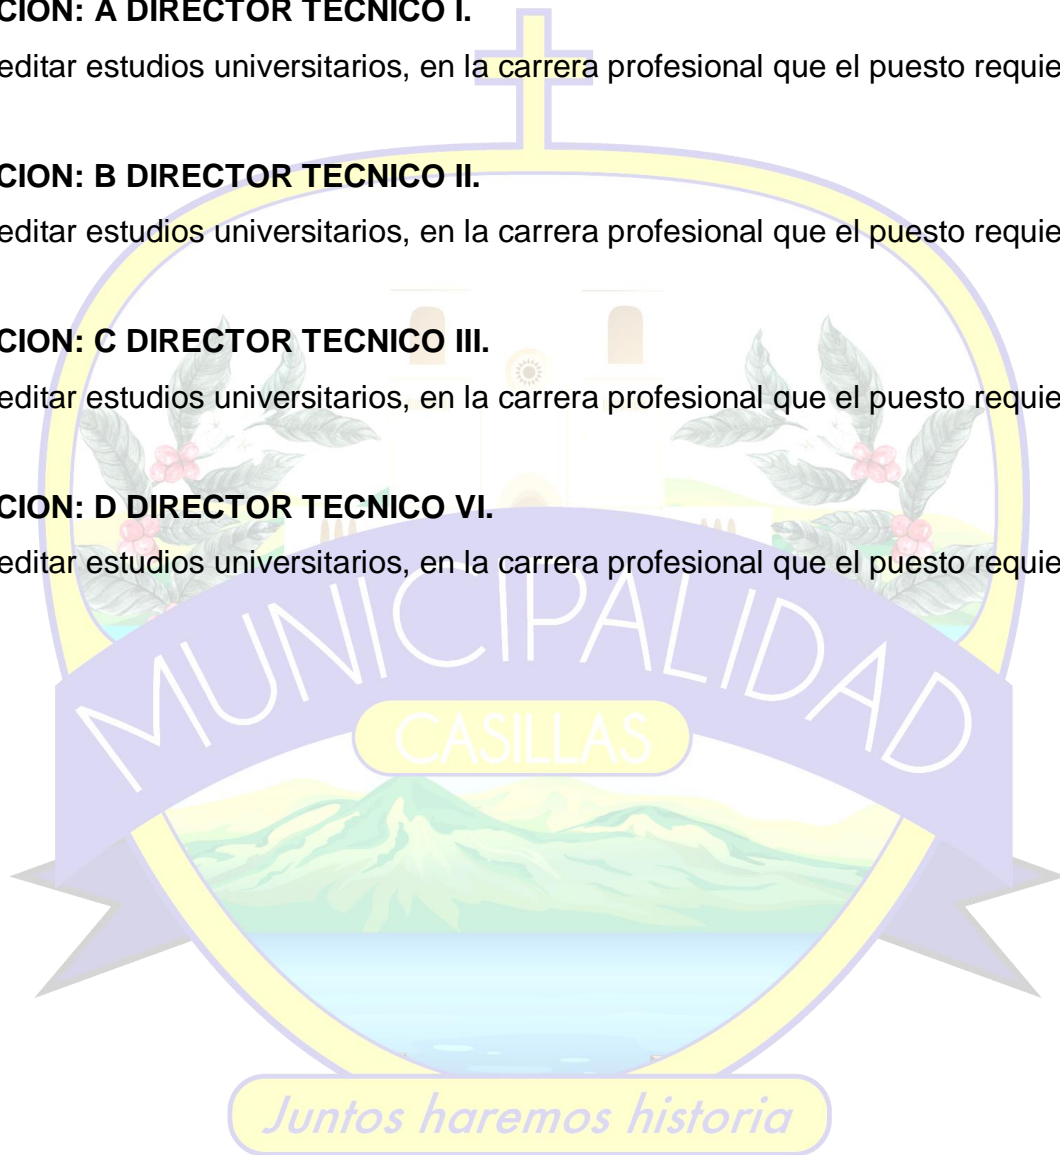 CION: A DIRECTOR TECNICO I.
editar estudios universitarios, en la carrera profesional que el puesto requie
CION: B DIRECTOR TECNICO II.
editar estudios universitarios, en la carrera profesional que el puesto requie
CION: C DIRECTOR TECNICO III.
editar estudios universitarios, en la carrera profesional que el puesto requie
CION: D DIRECTOR TECNICO VI.
editar estudios universitarios, en la carrera profesional que el puesto requie
MUNICIPALIDAD
CASILLAS
Juntos haremos historia